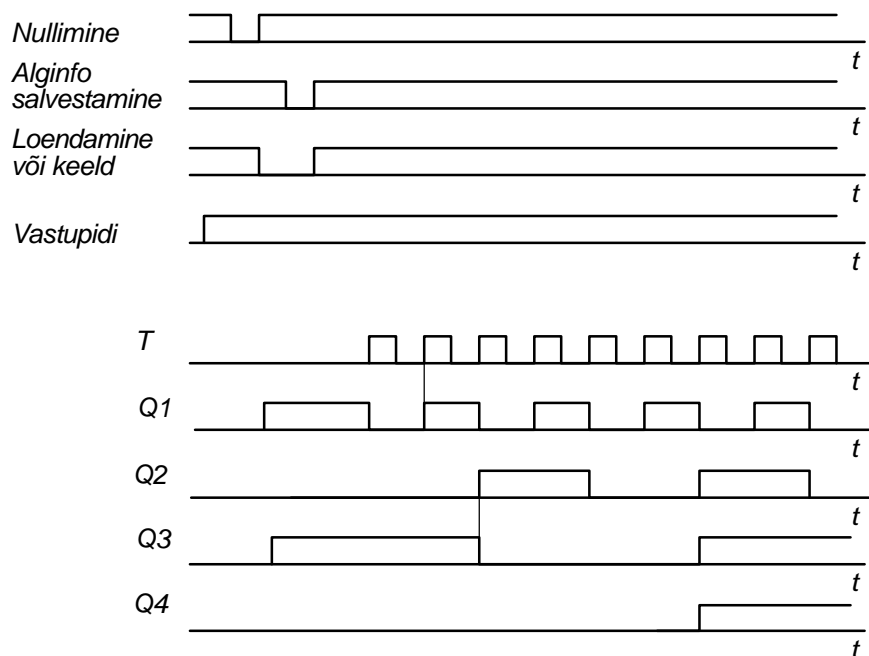 Nullimine
t
Alginfo
salvestamine
t
Loendamine
või keeld
t
Vastupidi
t
T
t
Q1
t
Q2
t
Q3
t
Q4
t